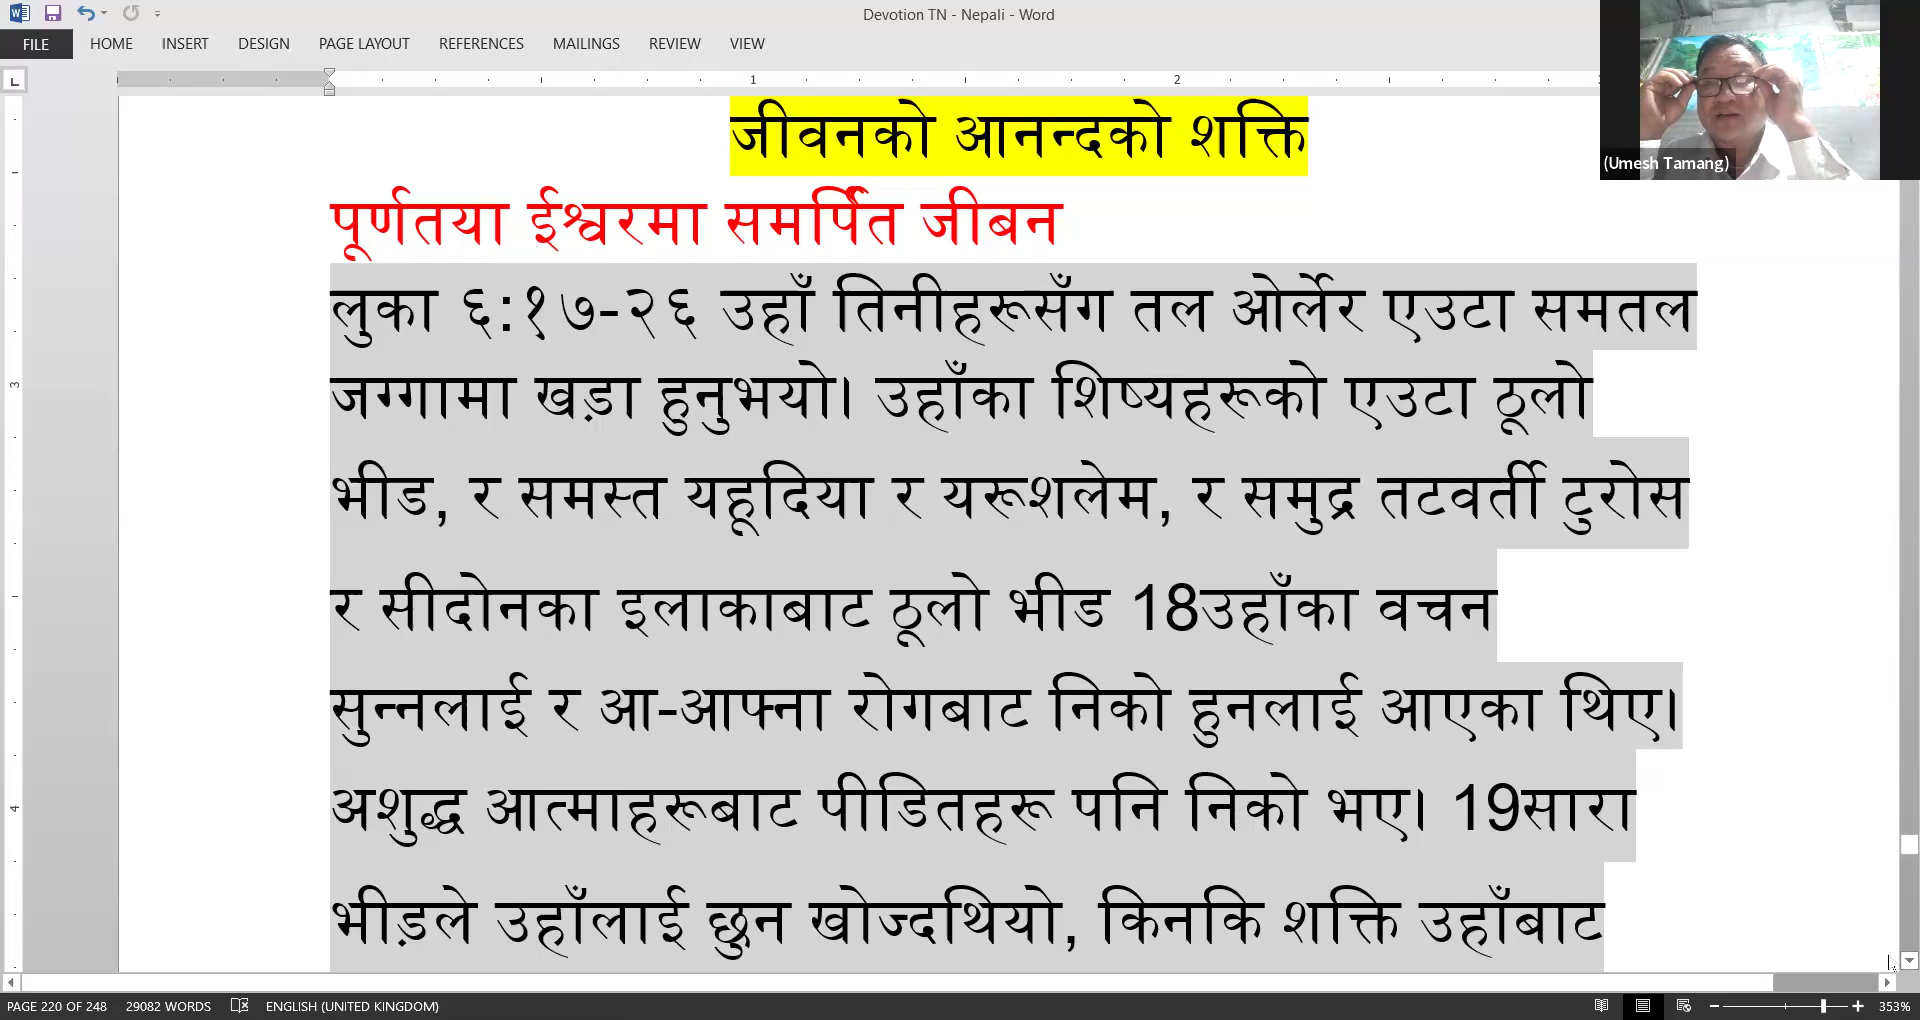 Devotion TN - Nepali - Word
FILE HOME INSERT DESIGN PAGE LAYOUT REFERENCES MAILINGS REVIEW VIEW
L
1 2
(Umesh Tamang)
जीवनको आनन्दको शक्ति
पूर्णतया ईश्वरमा समर्पित जीबन
लुका ६:१७-२६ उहाँ तिनीहरूसँग तल ओर्लेर एउटा समतल
जग्गामा खड़ा हुनुभयो। उहाँका शिष्यहरूको एउटा ठूलो
भीड, र समस्त यहूदिया र यरूशलेम, र समुद्र तटवर्ती टुरोस
र सीदोनका इलाकाबाट ठूलो भीड 18उहाँका वचन
सुन्नलाई र आ-आफ्ना रोगबाट निको हुनलाई आएका थिए।
अशुद्ध आत्माहरूबाट पीडितहरू पनि निको भए। 19सारा
भीड़ले उहाँलाई छुन खोज्दथियो, किनकि शक्ति उहाँबाट
3
4
PAGE 220 OF 248 29082 WORDS ENGLISH (UNITED KINGDOM) 353%